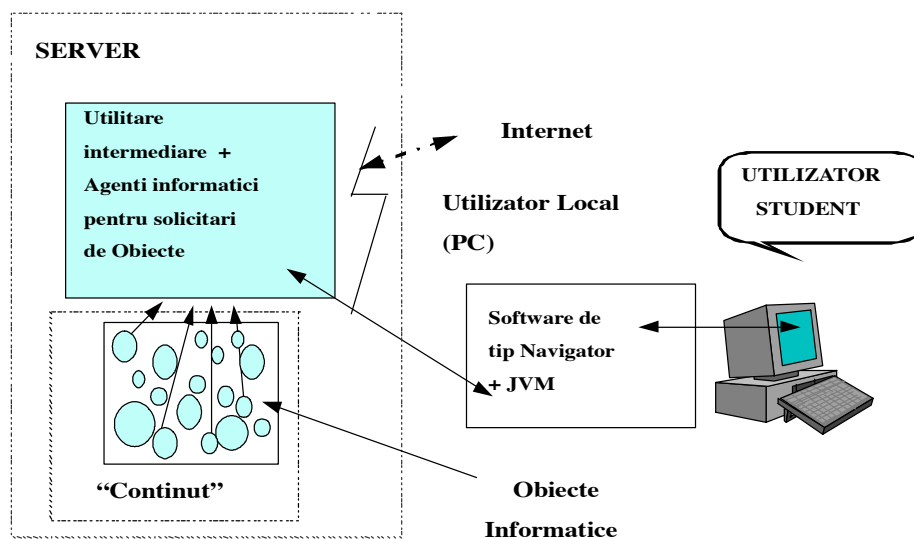 SERVER
Utilitare
intermediare +
Agenti informatici
pentru solicitari
de Obiecte
Internet
Utilizator Local
(PC)
UTILIZATOR
STUDENT
Software de
tip Navigator
+ JVM
“Continut”
Obiecte
Informatice